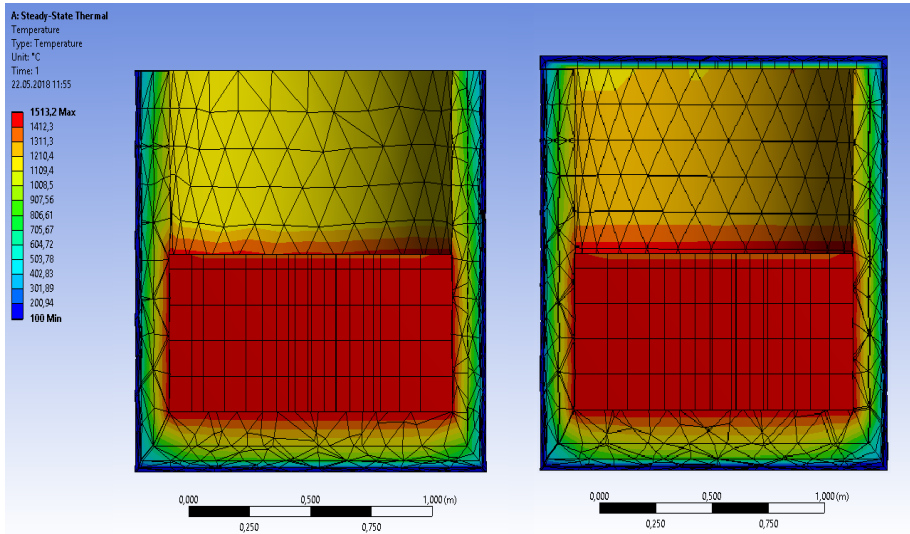 A: Steady-State Thermal
Temperature
Type: Temperature
Unit: °C
Time: 1
22.05.2018 11:55
1513,2 Max
1412,3
1311,3
1210,4
1109,4
1008,5
907,56
806,61
705,67
604,72
503,78
402,83
301,89
200,94
100 Min
0,000 0,500 1,000 (m)
0,250 0,750
0,000 0,500 1,000 (m)
0,250 0,750